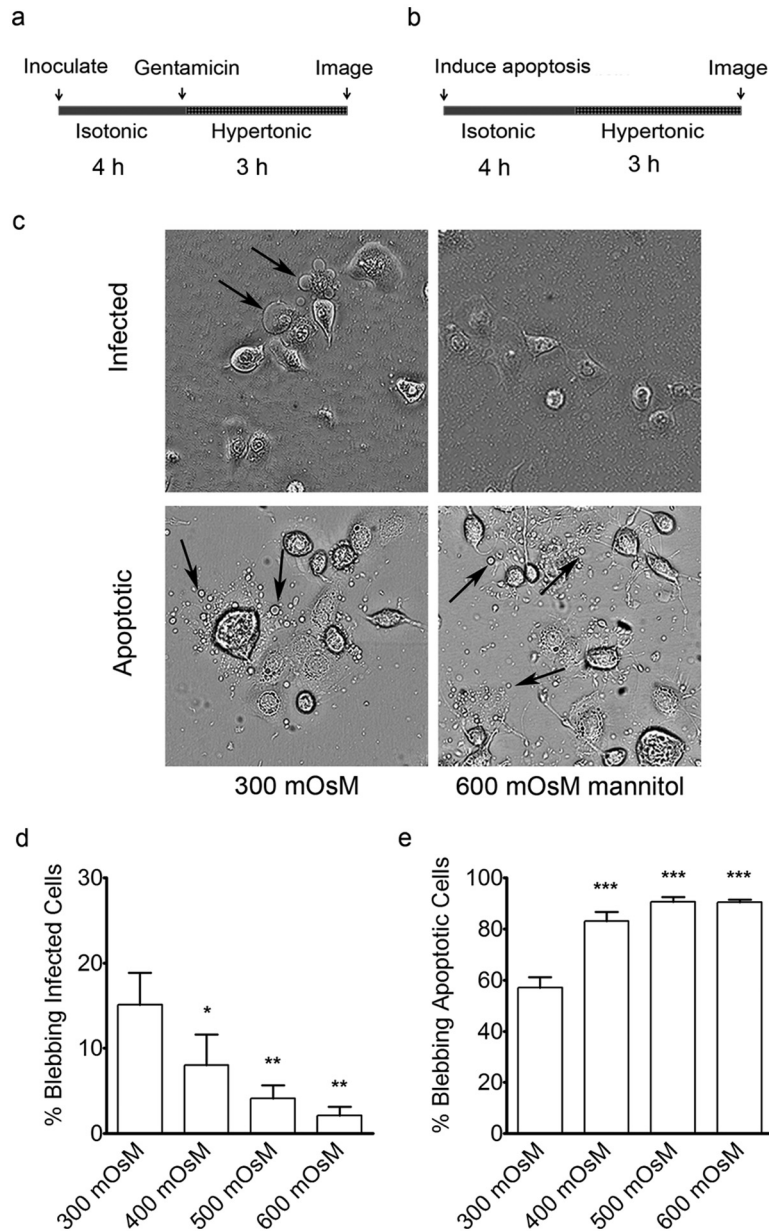 a
Inoculate Gentamicin Image
Isotonic Hypertonic
4 h 3 h
b
Induce apoptosis Image
Isotonic Hypertonic
4 h 3 h
c
Infected
Apoptotic
300 mOsM 600 mOsM mannitol
d
% Blebbing Infected Cells
30
20
10
0
*
**
**
300 mOsM
400 mOsM
500 mOsM
600 mOsM
e
% Blebbing Apoptotic Cells
100
80
60
40
20
0
***
***
***
300 mOsM
400 mOsM
500 mOsM
600 mOsM